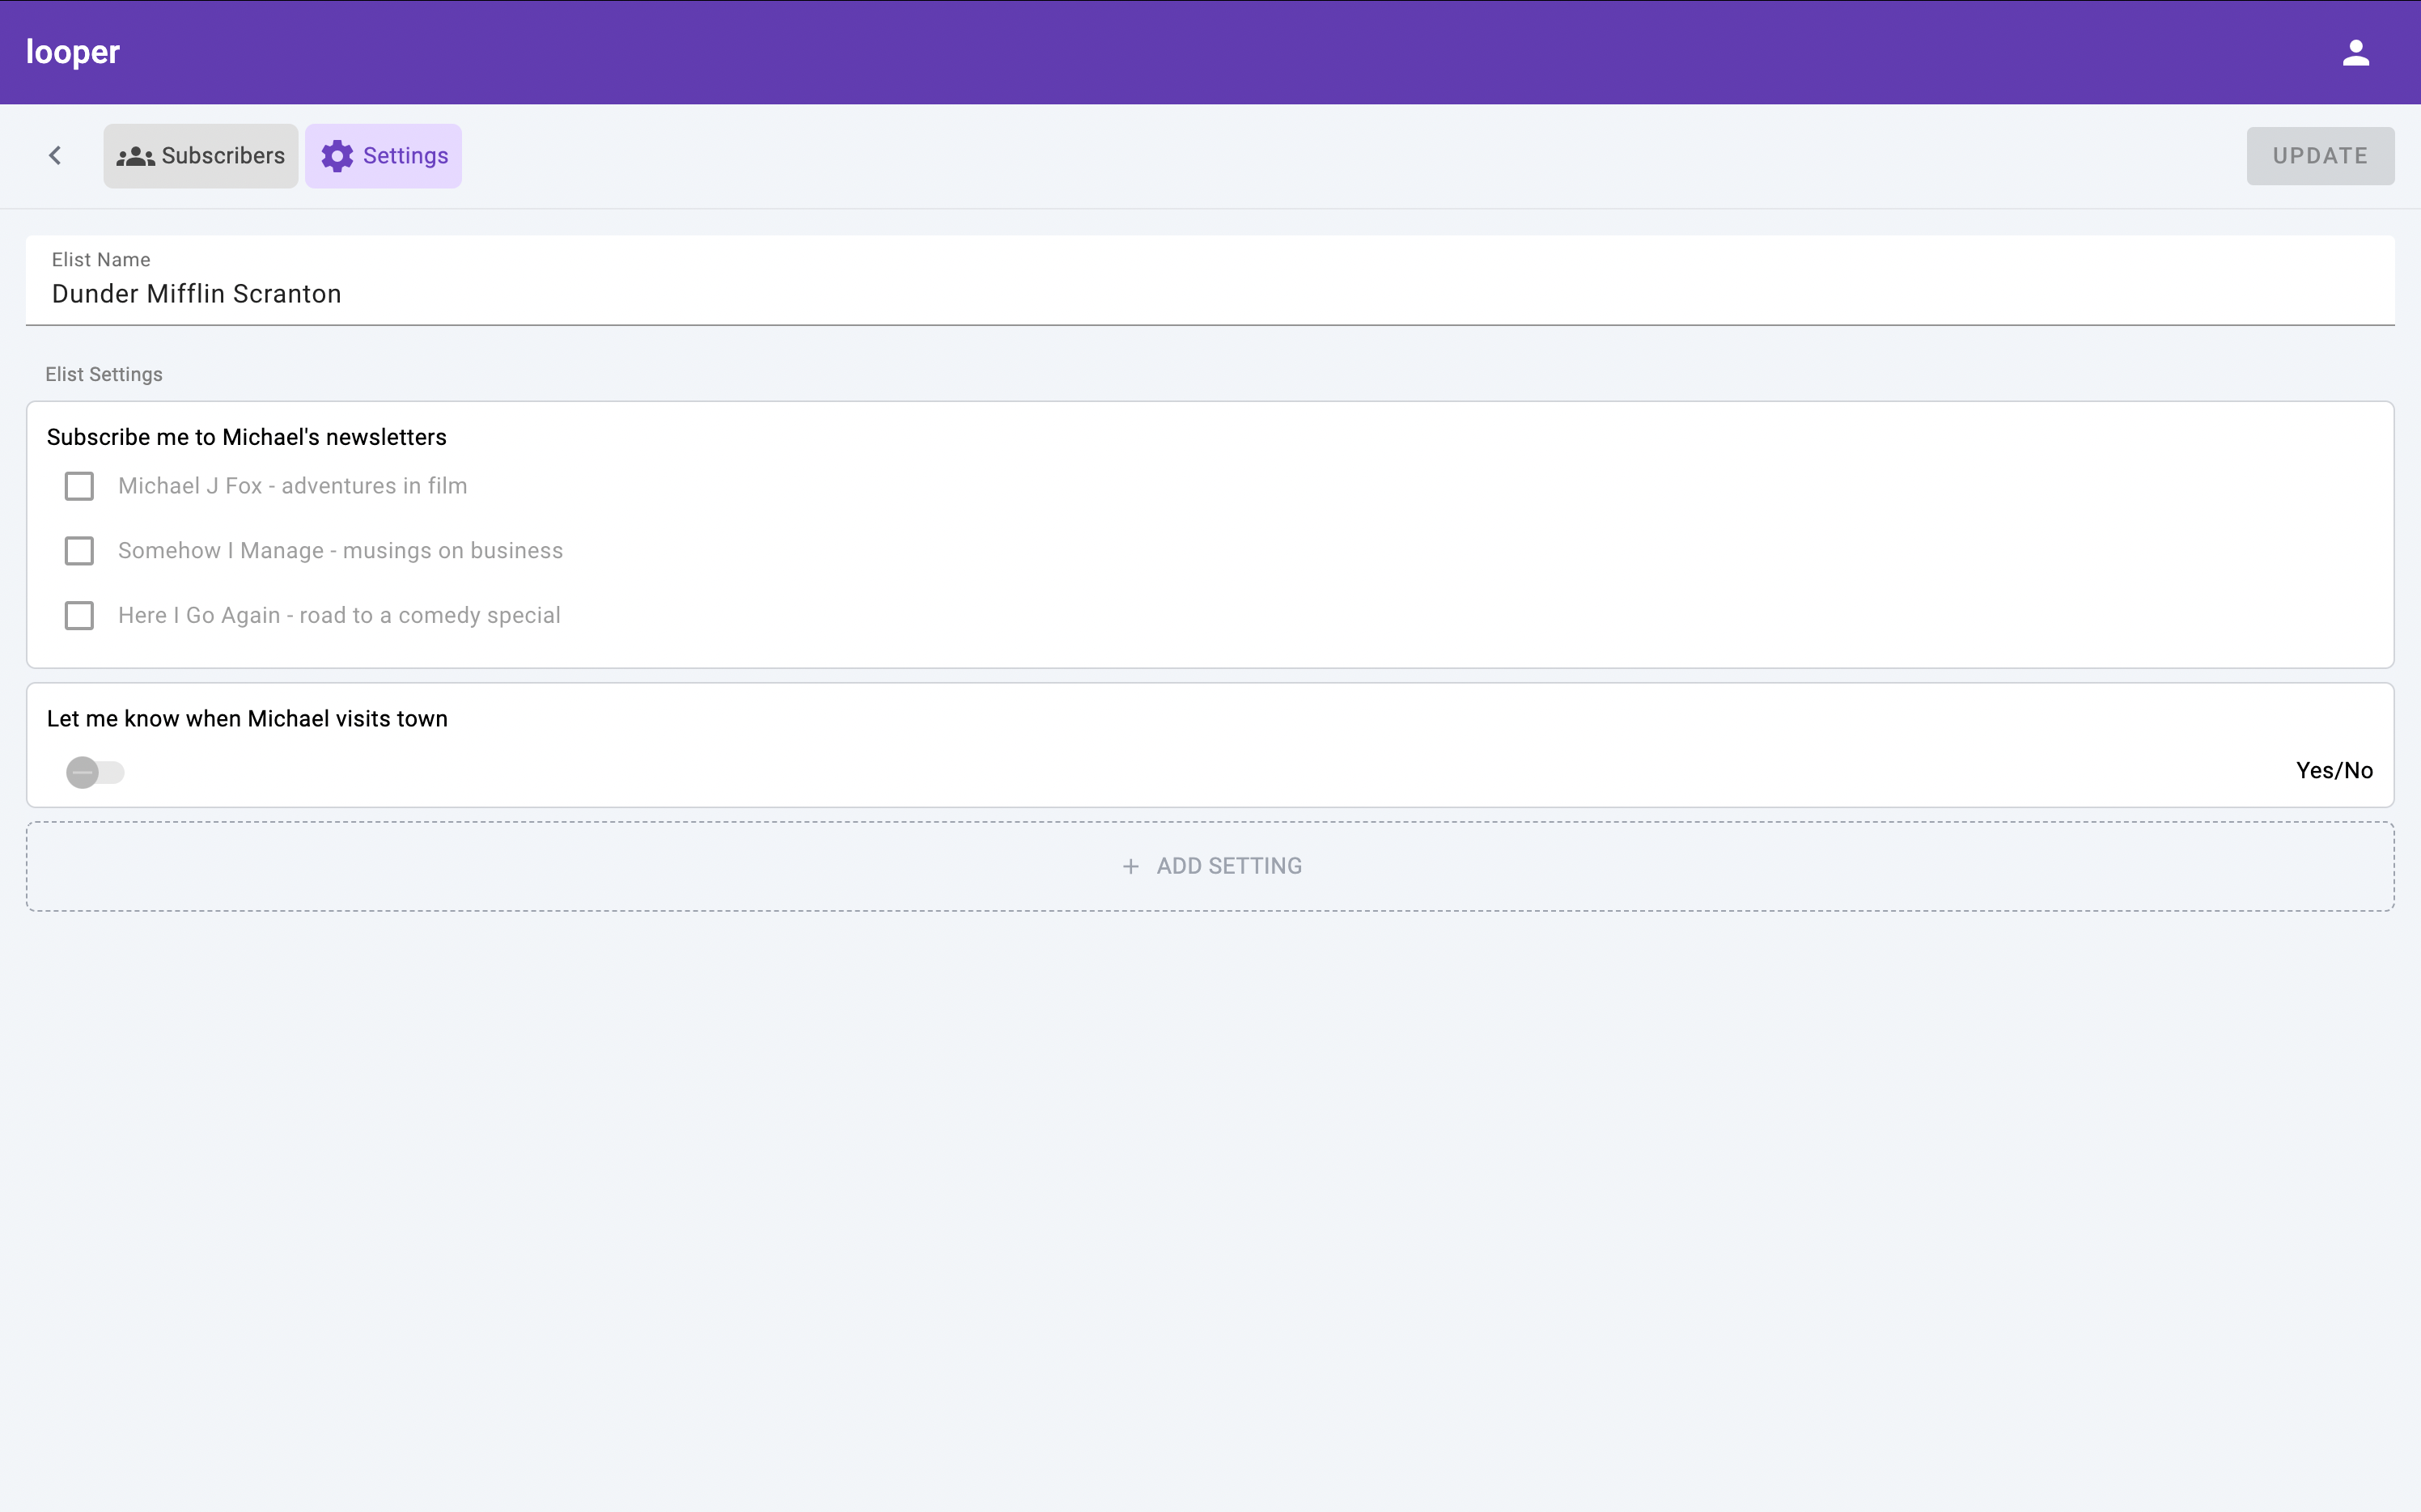 looper
Subscribers
Settings
UPDATE
Elist Name
Dunder Mifflin Scranton
Elist Settings
Subscribe me to Michael's newsletters
Michael J Fox - adventures in film
Somehow I Manage - musings on business
Here I Go Again - road to a comedy special
Let me know when Michael visits town
Yes/No
+ ADD SETTING